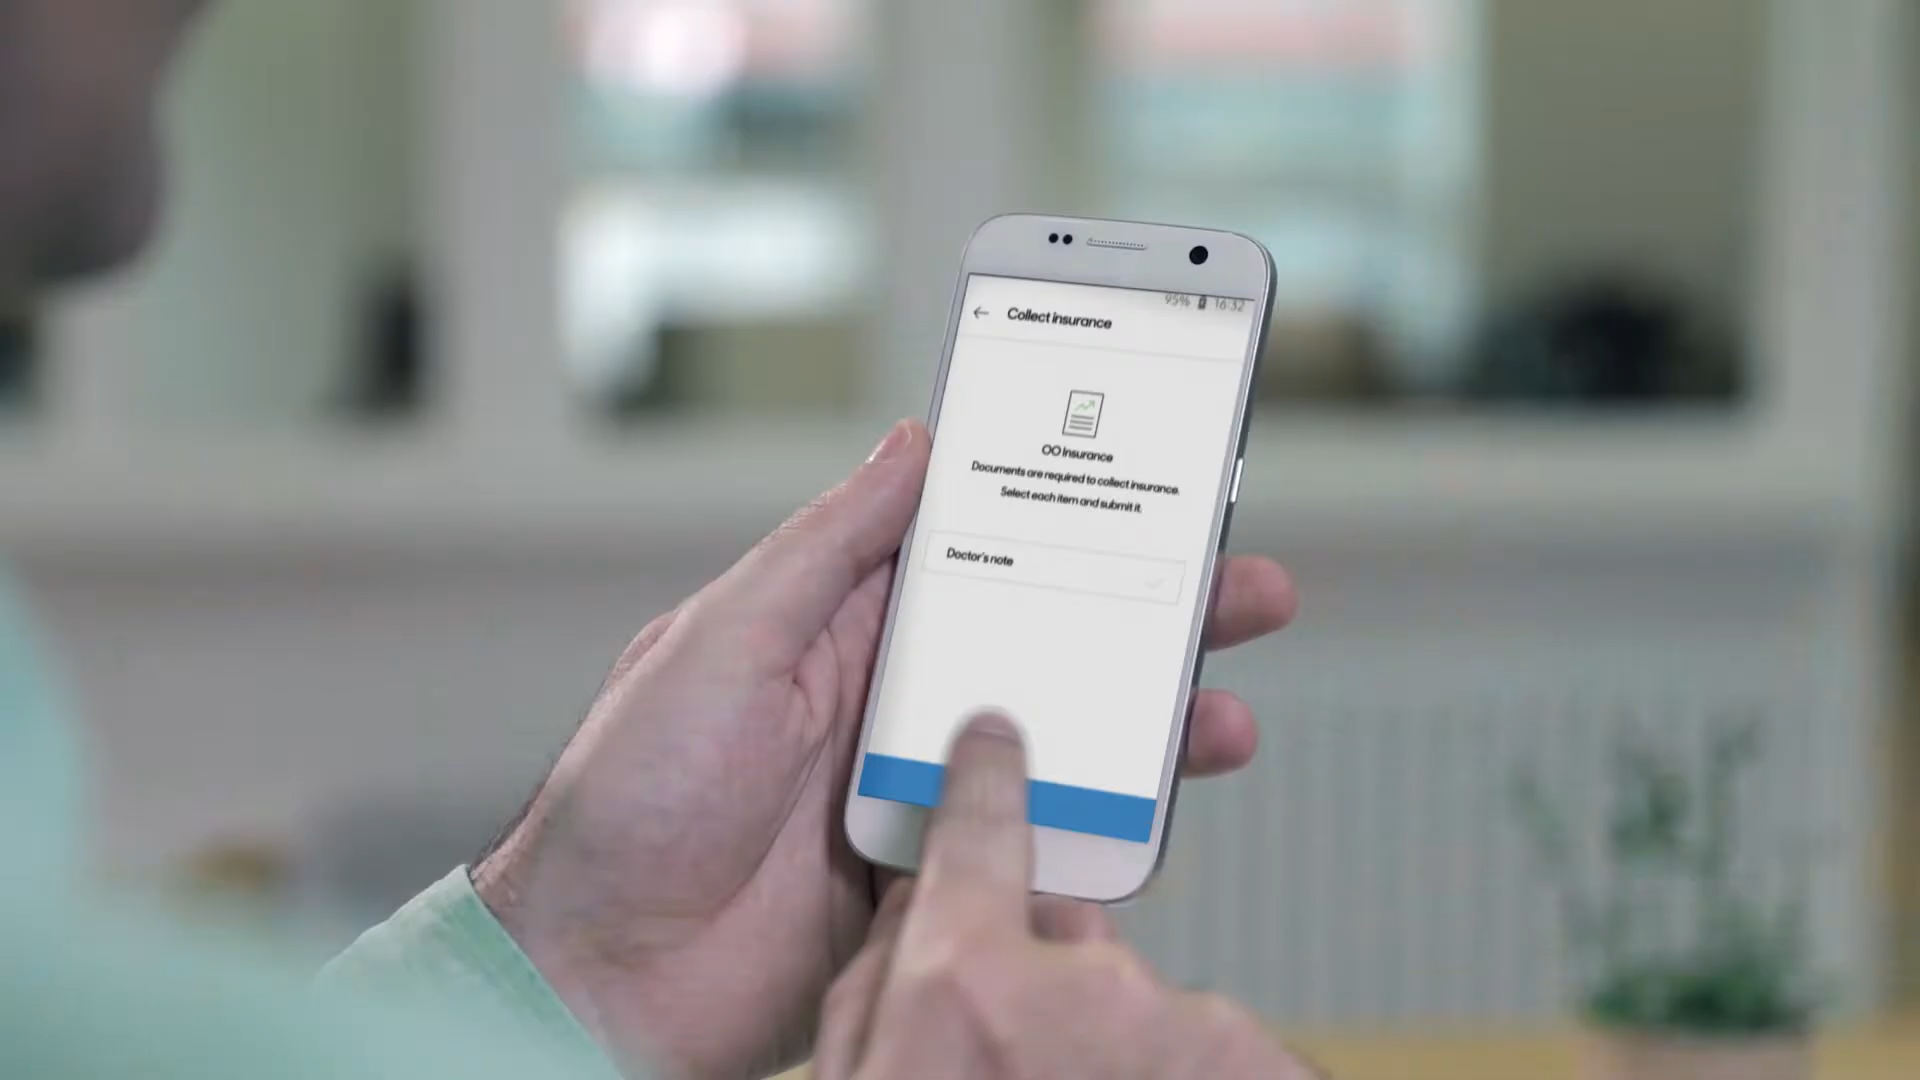 95% 16:32
Collect insurance
OO Insurance
Documents are required to collect insurance.
Select each item and submit it.
Doctor's note